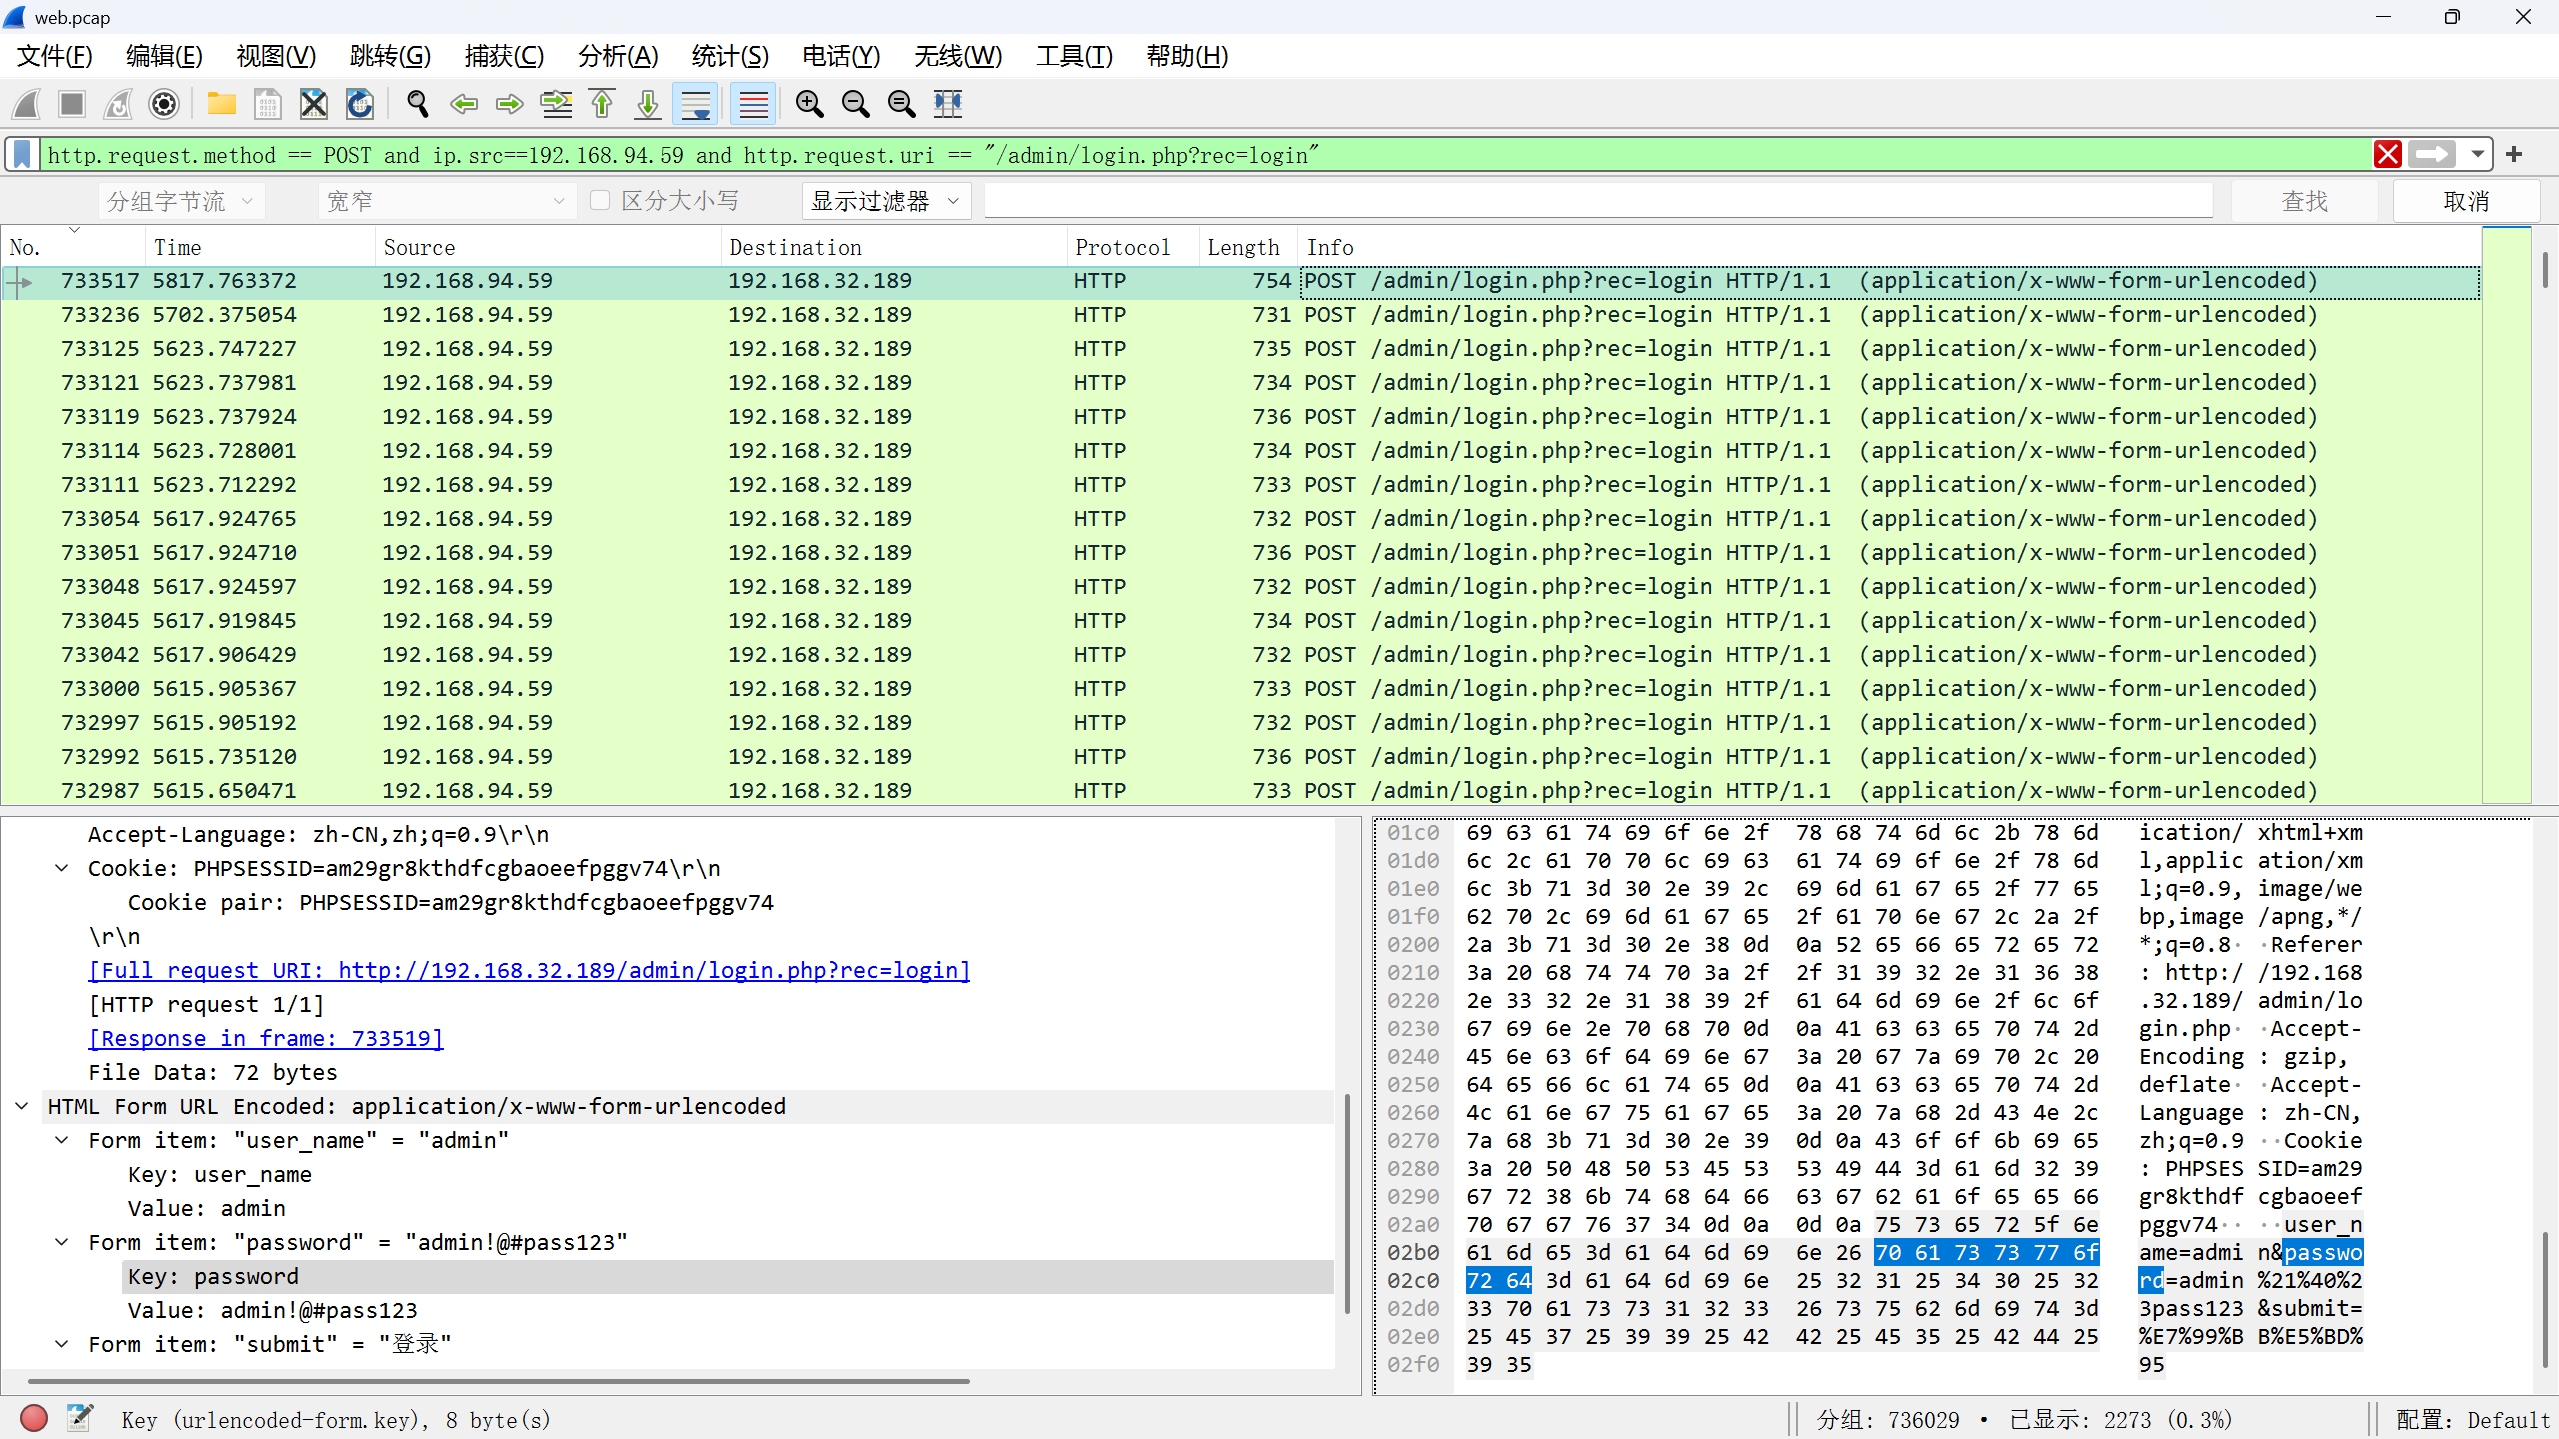 web.pcap
文件(F) 编辑(E) 视图(V) 跳转(G) 捕获(C) 分析(A) 统计(S) 电话(Y) 无线(W) 工具(T) 帮助(H)
http.request.method == POST and ip.src==192.168.94.59 and http.request.uri == "/admin/login.php?rec=login"
分组字节流 宽窄 区分大小写 显示过滤器 查找 取消
No. Time Source Destination Protocol Length Info
733517 5817.763372 192.168.94.59 192.168.32.189 HTTP 754 POST /admin/login.php?rec=login HTTP/1.1 (application/x-www-form-urlencoded)
733236 5702.375054 192.168.94.59 192.168.32.189 HTTP 731 POST /admin/login.php?rec=login HTTP/1.1 (application/x-www-form-urlencoded)
733125 5623.747227 192.168.94.59 192.168.32.189 HTTP 735 POST /admin/login.php?rec=login HTTP/1.1 (application/x-www-form-urlencoded)
733121 5623.737981 192.168.94.59 192.168.32.189 HTTP 734 POST /admin/login.php?rec=login HTTP/1.1 (application/x-www-form-urlencoded)
733119 5623.737924 192.168.94.59 192.168.32.189 HTTP 736 POST /admin/login.php?rec=login HTTP/1.1 (application/x-www-form-urlencoded)
733114 5623.728001 192.168.94.59 192.168.32.189 HTTP 734 POST /admin/login.php?rec=login HTTP/1.1 (application/x-www-form-urlencoded)
733111 5623.712292 192.168.94.59 192.168.32.189 HTTP 733 POST /admin/login.php?rec=login HTTP/1.1 (application/x-www-form-urlencoded)
733054 5617.924765 192.168.94.59 192.168.32.189 HTTP 732 POST /admin/login.php?rec=login HTTP/1.1 (application/x-www-form-urlencoded)
733051 5617.924710 192.168.94.59 192.168.32.189 HTTP 736 POST /admin/login.php?rec=login HTTP/1.1 (application/x-www-form-urlencoded)
733048 5617.924597 192.168.94.59 192.168.32.189 HTTP 732 POST /admin/login.php?rec=login HTTP/1.1 (application/x-www-form-urlencoded)
733045 5617.919845 192.168.94.59 192.168.32.189 HTTP 734 POST /admin/login.php?rec=login HTTP/1.1 (application/x-www-form-urlencoded)
733042 5617.906429 192.168.94.59 192.168.32.189 HTTP 732 POST /admin/login.php?rec=login HTTP/1.1 (application/x-www-form-urlencoded)
733000 5615.905367 192.168.94.59 192.168.32.189 HTTP 733 POST /admin/login.php?rec=login HTTP/1.1 (application/x-www-form-urlencoded)
732997 5615.905192 192.168.94.59 192.168.32.189 HTTP 732 POST /admin/login.php?rec=login HTTP/1.1 (application/x-www-form-urlencoded)
732992 5615.735120 192.168.94.59 192.168.32.189 HTTP 736 POST /admin/login.php?rec=login HTTP/1.1 (application/x-www-form-urlencoded)
732987 5615.650471 192.168.94.59 192.168.32.189 HTTP 733 POST /admin/login.php?rec=login HTTP/1.1 (application/x-www-form-urlencoded)
Accept-Language: zh-CN,zh;q=0.9\r\n
Cookie: PHPSESSID=am29gr8kthdfcgbaoeefpggv74\r\n
Cookie pair: PHPSESSID=am29gr8kthdfcgbaoeefpggv74
\r\n
[Full request URI: http://192.168.32.189/admin/login.php?rec=login]
[HTTP request 1/1]
[Response in frame: 733519]
File Data: 72 bytes
HTML Form URL Encoded: application/x-www-form-urlencoded
Form item: "user_name" = "admin"
Key: user_name
Value: admin
Form item: "password" = "admin!@#pass123"
Key: password
Value: admin!@#pass123
Form item: "submit" = "登录"
01c0 69 63 61 74 69 6f 6e 2f 78 68 74 6d 6c 2b 78 6d ication/ xhtml+xm
01d0 6c 2c 61 70 70 6c 69 63 61 74 69 6f 6e 2f 78 6d l,applic ation/xm
01e0 6c 3b 71 3d 30 2e 39 2c 69 6d 61 67 65 2f 77 65 l;q=0.9, image/we
01f0 62 70 2c 69 6d 61 67 65 2f 61 70 6e 67 2c 2a 2f bp,image /apng,*/
0200 2a 3b 71 3d 30 2e 38 0d 0a 52 65 66 65 72 65 72 *;q=0.8· ·Referer
0210 3a 20 68 74 74 70 3a 2f 2f 31 39 32 2e 31 36 38 : http:/ /192.168
0220 2e 33 32 2e 31 38 39 2f 61 64 6d 69 6e 2f 6c 6f .32.189/ admin/lo
0230 67 69 6e 2e 70 68 70 0d 0a 41 63 63 65 70 74 2d gin.php· ·Accept-
0240 45 6e 63 6f 64 69 6e 67 3a 20 67 7a 69 70 2c 20 Encoding : gzip,
0250 64 65 66 6c 61 74 65 0d 0a 41 63 63 65 70 74 2d deflate· ·Accept-
0260 4c 61 6e 67 75 61 67 65 3a 20 7a 68 2d 43 4e 2c Language : zh-CN,
0270 7a 68 3b 71 3d 30 2e 39 0d 0a 43 6f 6f 6b 69 65 zh;q=0.9 ··Cookie
0280 3a 20 50 48 50 53 45 53 53 49 44 3d 61 6d 32 39 : PHPSES SID=am29
0290 67 72 38 6b 74 68 64 66 63 67 62 61 6f 65 65 66 gr8kthdf cgbaoeef
02a0 70 67 67 76 37 34 0d 0a 0d 0a 75 73 65 72 5f 6e pggv74·· ··user_n
02b0 61 6d 65 3d 61 64 6d 69 6e 26 70 61 73 73 77 6f ame=admi n&passwo
02c0 72 64 3d 61 64 6d 69 6e 25 32 31 25 34 30 25 32 rd=admin %21%40%2
02d0 33 70 61 73 73 31 32 33 26 73 75 62 6d 69 74 3d 3pass123 &submit=
02e0 25 45 37 25 39 39 25 42 42 25 45 35 25 42 44 25 %E7%99%B B%E5%BD%
02f0 39 35 95
Key (urlencoded-form.key), 8 byte(s) 分组: 736029 · 已显示: 2273 (0.3%) 配置: Default